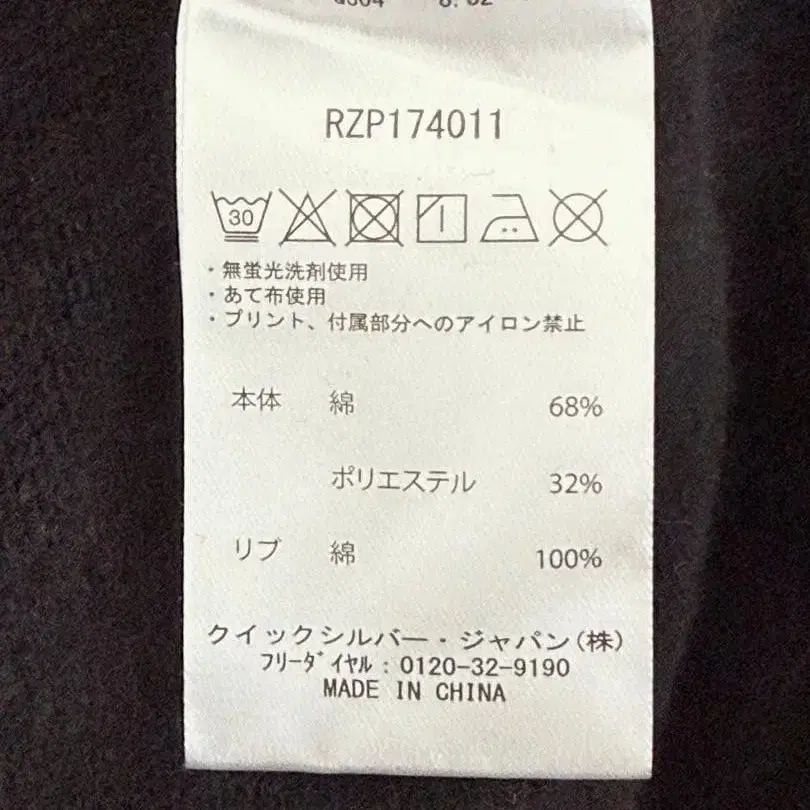 RZP174011
30
・無蛍光洗剤使用
・あて布使用
・プリント、付属部分へのアイロン禁止
本体 綿 68%
ポリエステル 32%
リブ 綿 100%
クイックシルバー・ジャパン(株)
フリーダイヤル:0120-32-9190
MADE IN CHINA